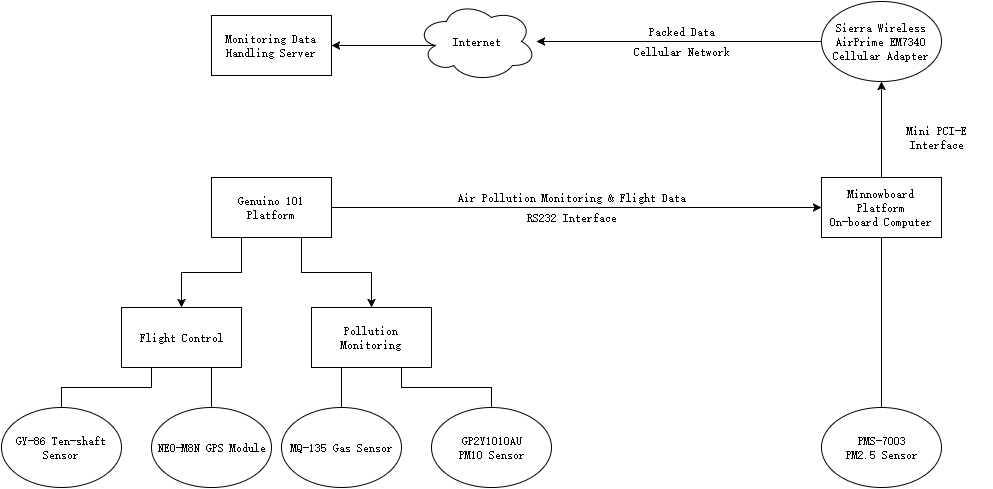 Monitoring Data
Handling Server
Internet
Packed Data
Cellular Network
Sierra Wireless
AirPrime EM7340
Cellular Adapter
Mini PCI-E
Interface
Genuino 101
Platform
Air Pollution Monitoring & Flight Data
RS232 Interface
Minnowboard
Platform
On-board Computer
Flight Control
Pollution
Monitoring
GY-86 Ten-shaft
Sensor
NEO-M8N GPS Module
MQ-135 Gas Sensor
GP2Y1010AU
PM10 Sensor
PMS-7003
PM2.5 Sensor